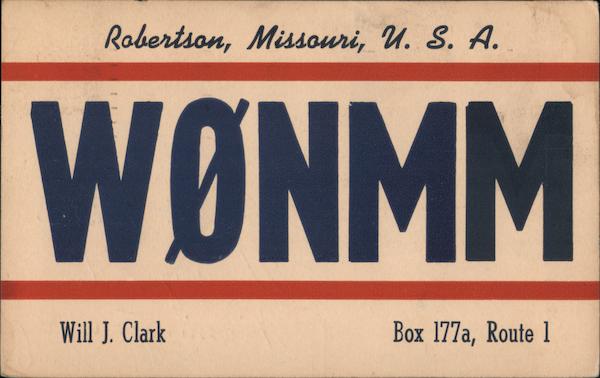 Robertson, Missouri, U. S. A.
WØNMM
Will J. Clark Box 177a, Route 1